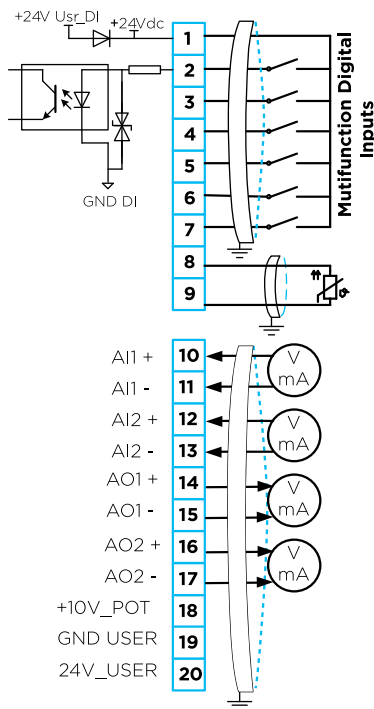 +24V Usr_DI
+24Vdc
1
2
3
4
5
6
7
8
9
GND DI
Mutifunction Digital
Inputs
AI1 + 10 V
AI1 - 11 mA
AI2 + 12 V
AI2 - 13 mA
AO1 + 14 V
AO1 - 15 mA
AO2 + 16 V
AO2 - 17 mA
+10V_POT 18
GND USER 19
24V_USER 20